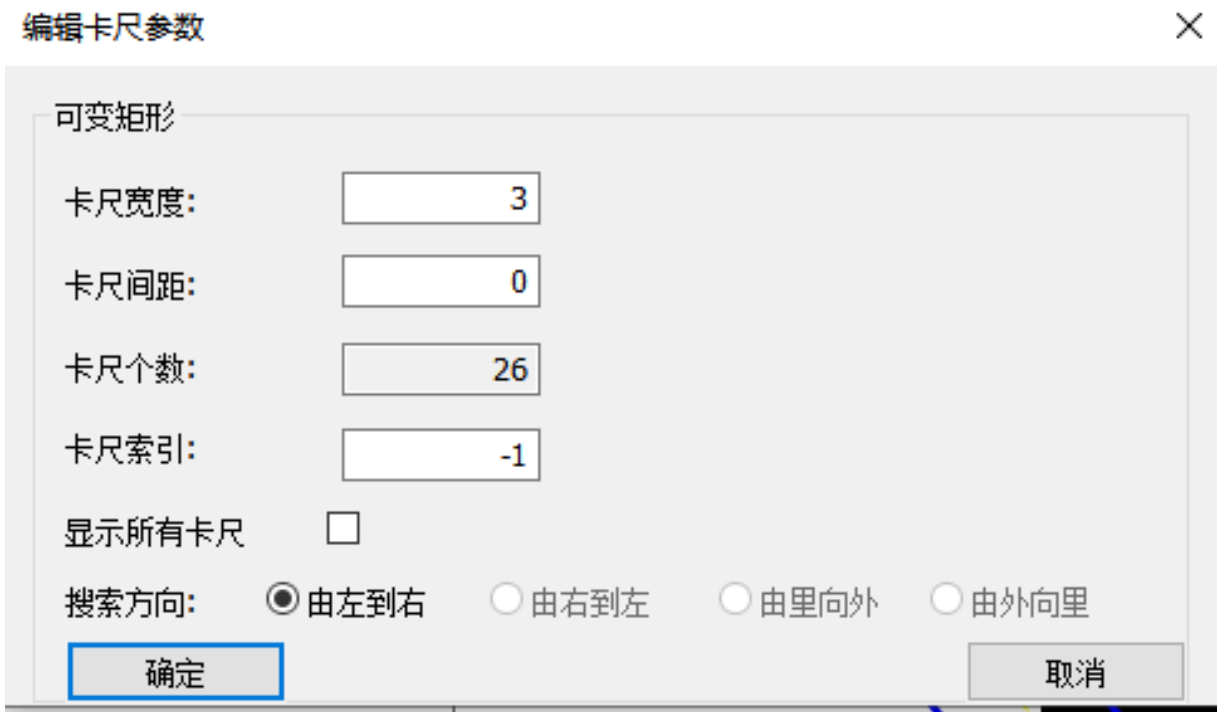 编辑卡尺参数
可变矩形
卡尺宽度: 3
卡尺间距: 0
卡尺个数: 26
卡尺索引: -1
显示所有卡尺
搜索方向: 由左到右 由右到左 由里向外 由外向里
确定 取消